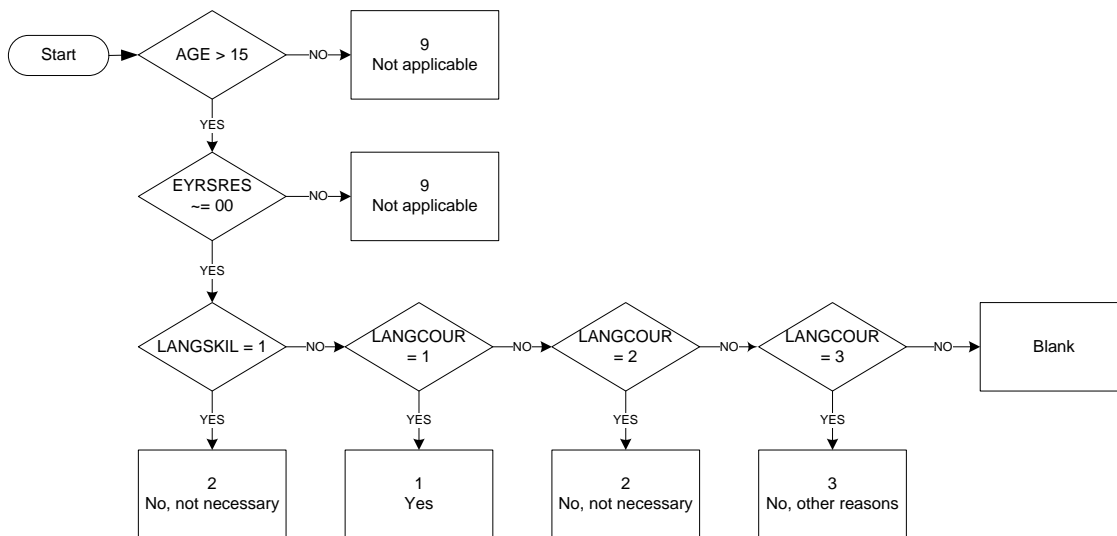 Start
AGE > 15
NO
9
Not applicable
YES
EYRSRES
~= 00
NO
9
Not applicable
YES
LANGSKIL = 1
NO
LANGCOUR
= 1
NO
LANGCOUR
= 2
NO
LANGCOUR
= 3
NO
Blank
YES
YES
YES
YES
2
No, not necessary
1
Yes
2
No, not necessary
3
No, other reasons